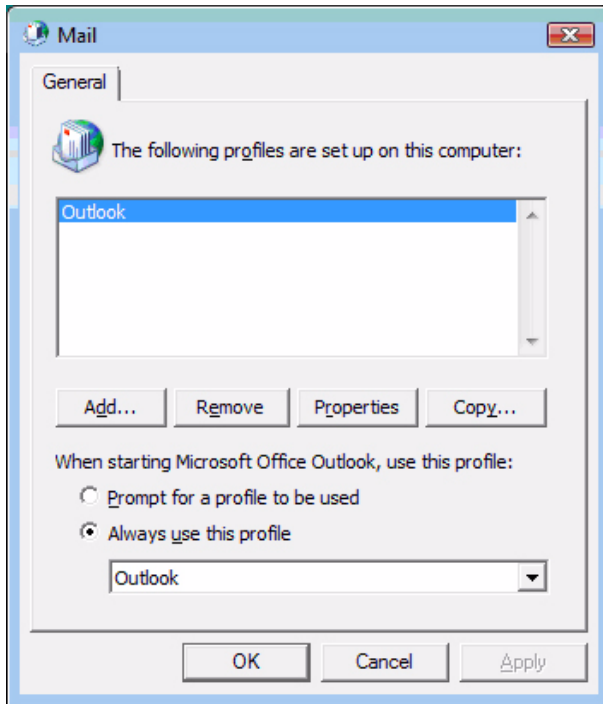 Mail
General
The following profiles are set up on this computer:
Outlook
Add...
Remove
Properties
Copy...
When starting Microsoft Office Outlook, use this profile:
Prompt for a profile to be used
Always use this profile
Outlook
OK
Cancel
Apply